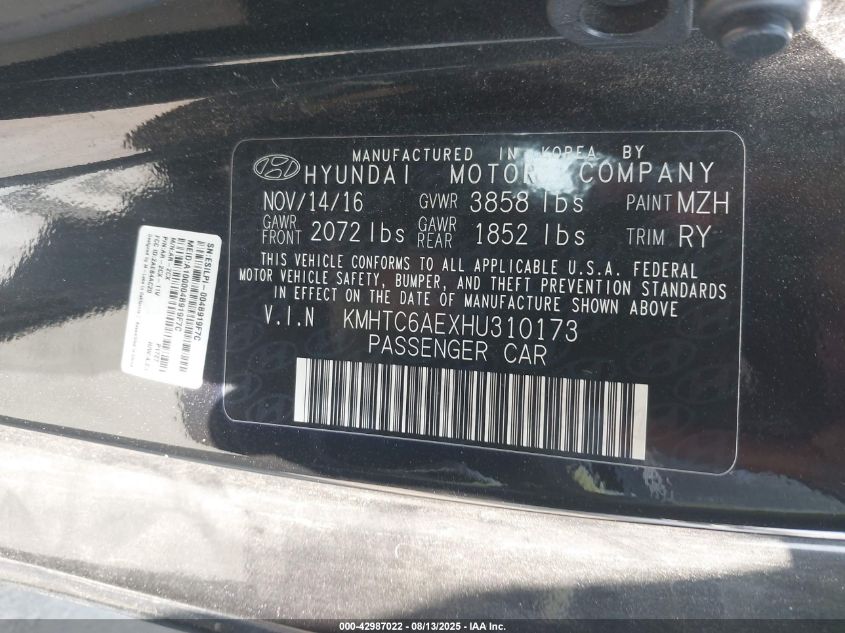 MANUFACTURED IN KOREA BY
HYUNDAI MOTOR COMPANY
NOV/14/16 GVWR 3858 lbs PAINT MZH
GAWR FRONT 2072 lbs GAWR REAR 1852 lbs TRIM RY
THIS VEHICLE CONFORMS TO ALL APPLICABLE U.S.A. FEDERAL
MOTOR VEHICLE SAFETY, BUMPER, AND THEFT PREVENTION STANDARDS
IN EFFECT ON THE DATE OF MANUFACTURE SHOWN ABOVE
V.I.N KMHTC6AEXHU310173
PASSENGER CAR
000-42987022 - 08/13/2025 - IAA Inc.